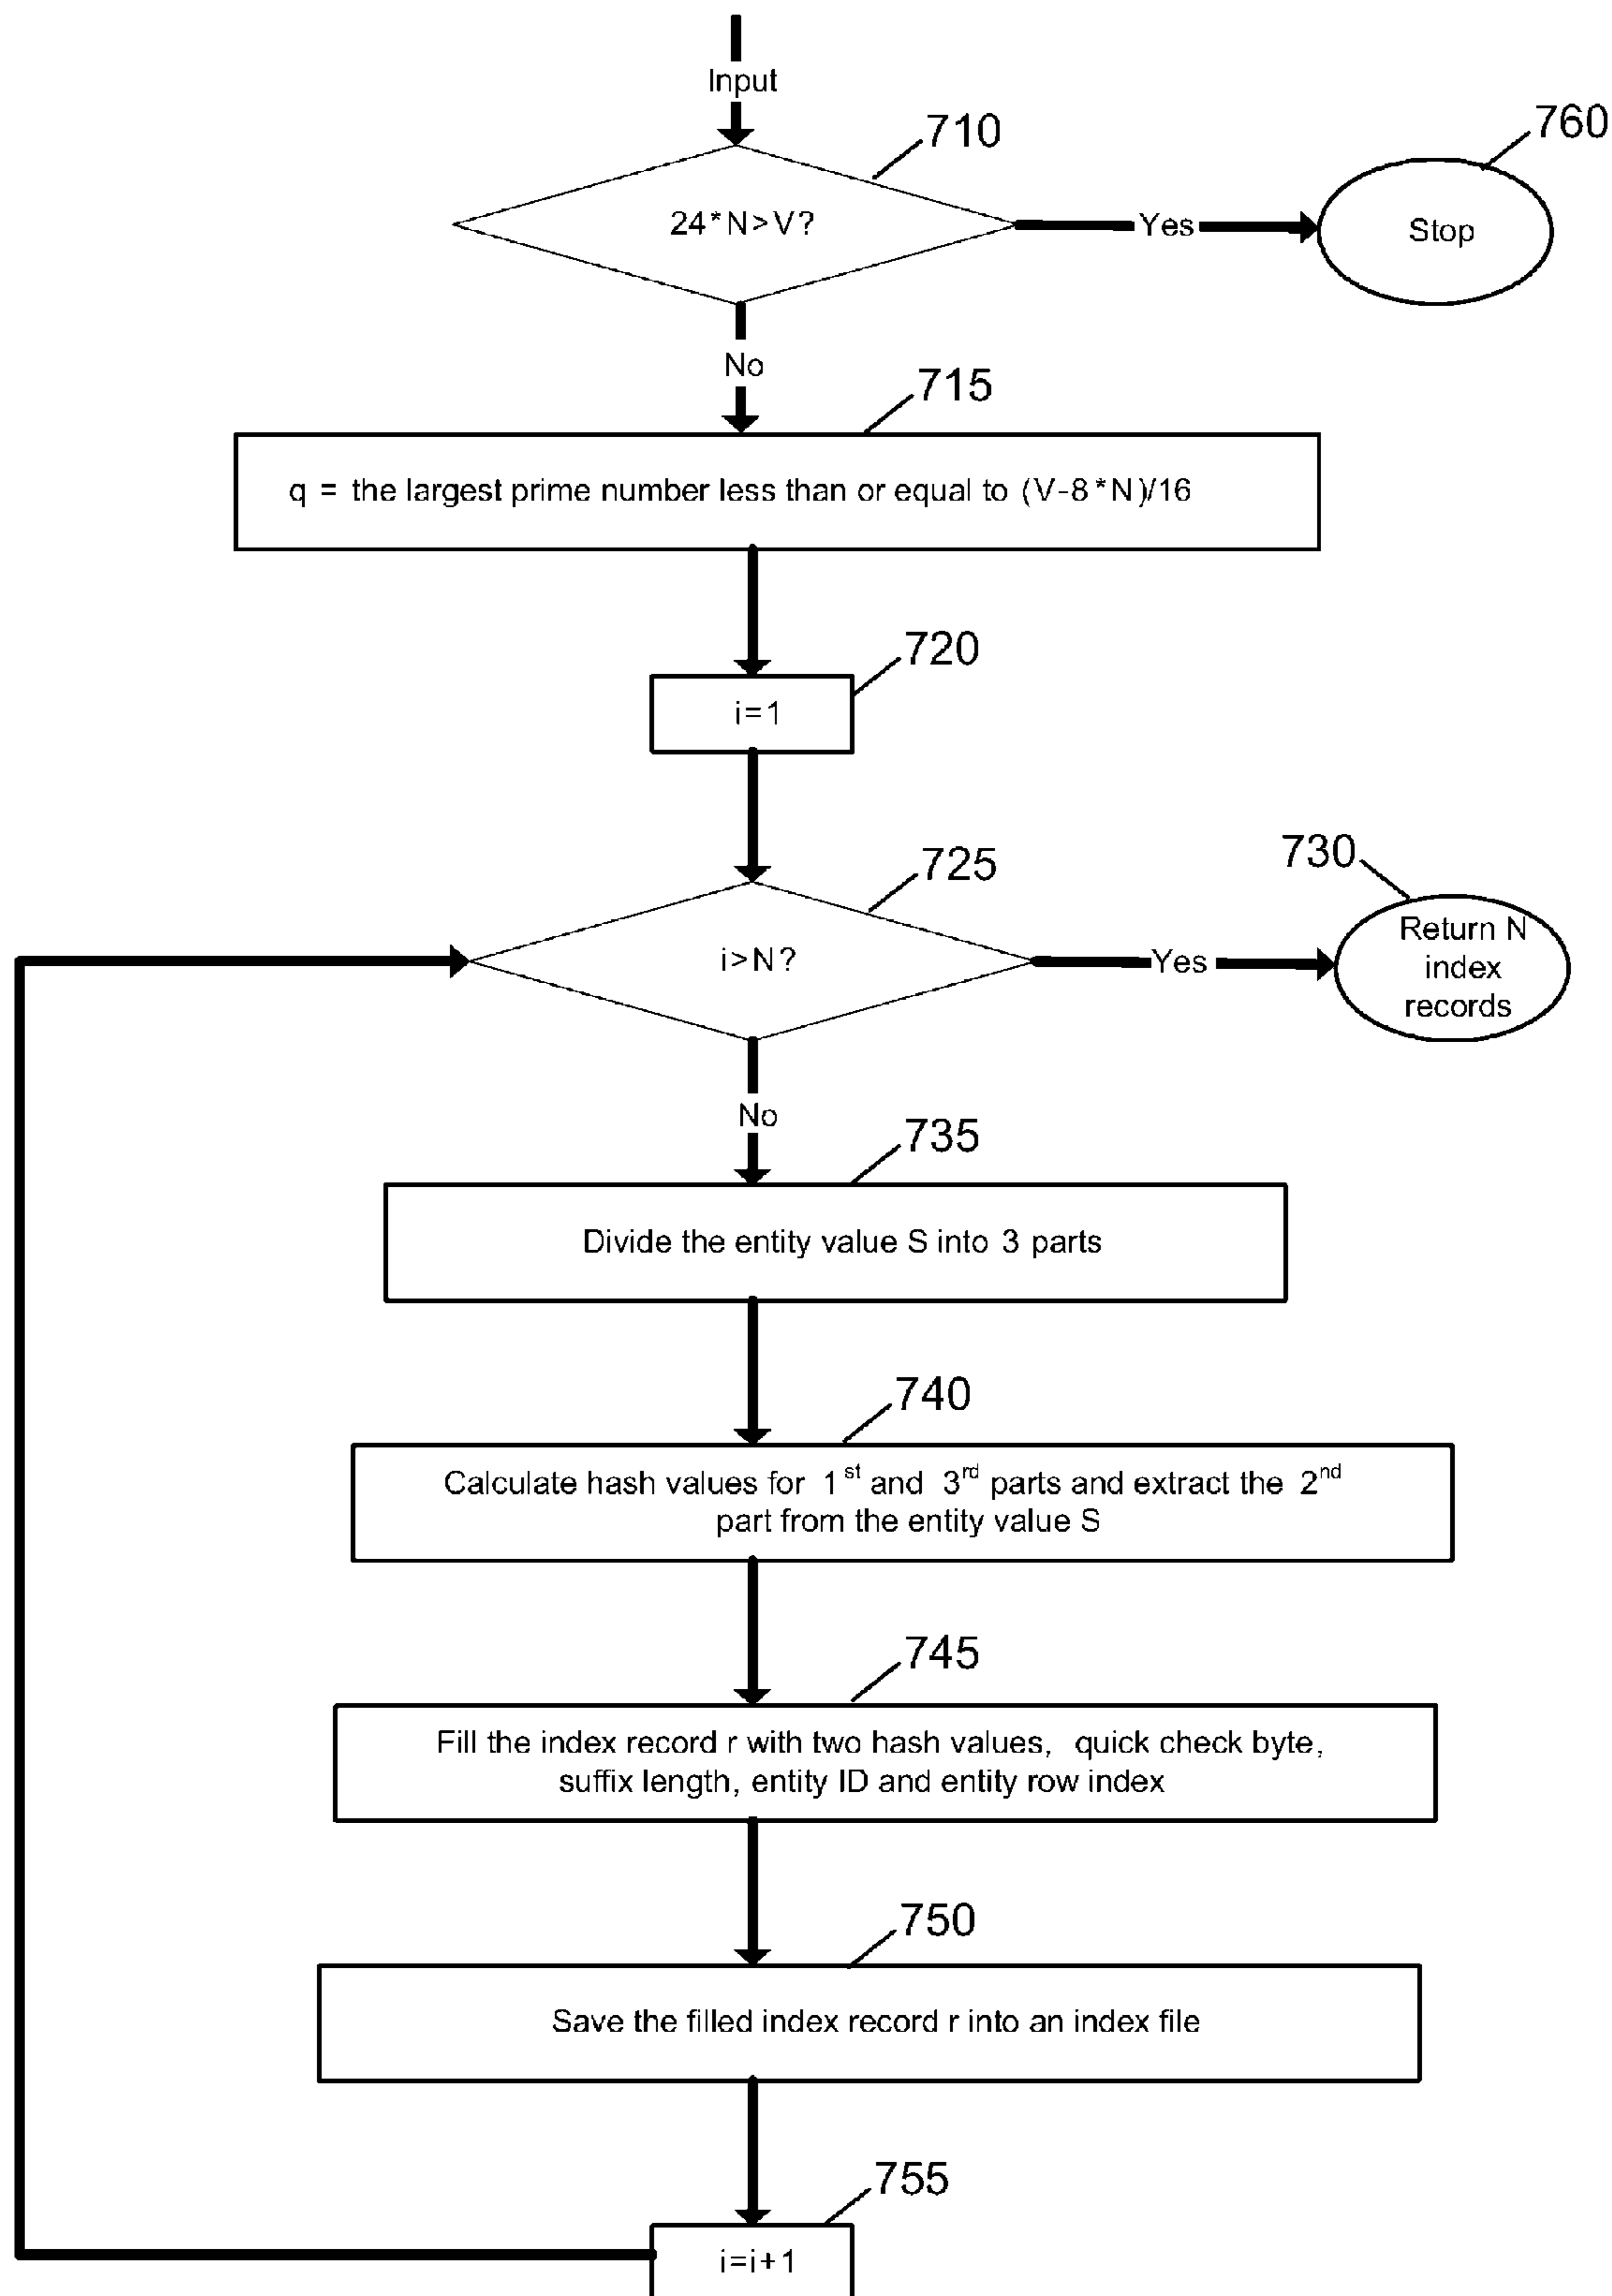 Input
710
760
24*N>V?
Yes
Stop
No
715
q = the largest prime number less than or equal to (V-8*N)/16
720
i=1
725
730
i>N?
Yes
Return N
index
records
No
735
Divide the entity value S into 3 parts
740
Calculate hash values for 1st and 3rd parts and extract the 2nd
part from the entity value S
745
Fill the index record r with two hash values, quick check byte,
suffix length, entity ID and entity row index
750
Save the filled index record r into an index file
755
i=i+1